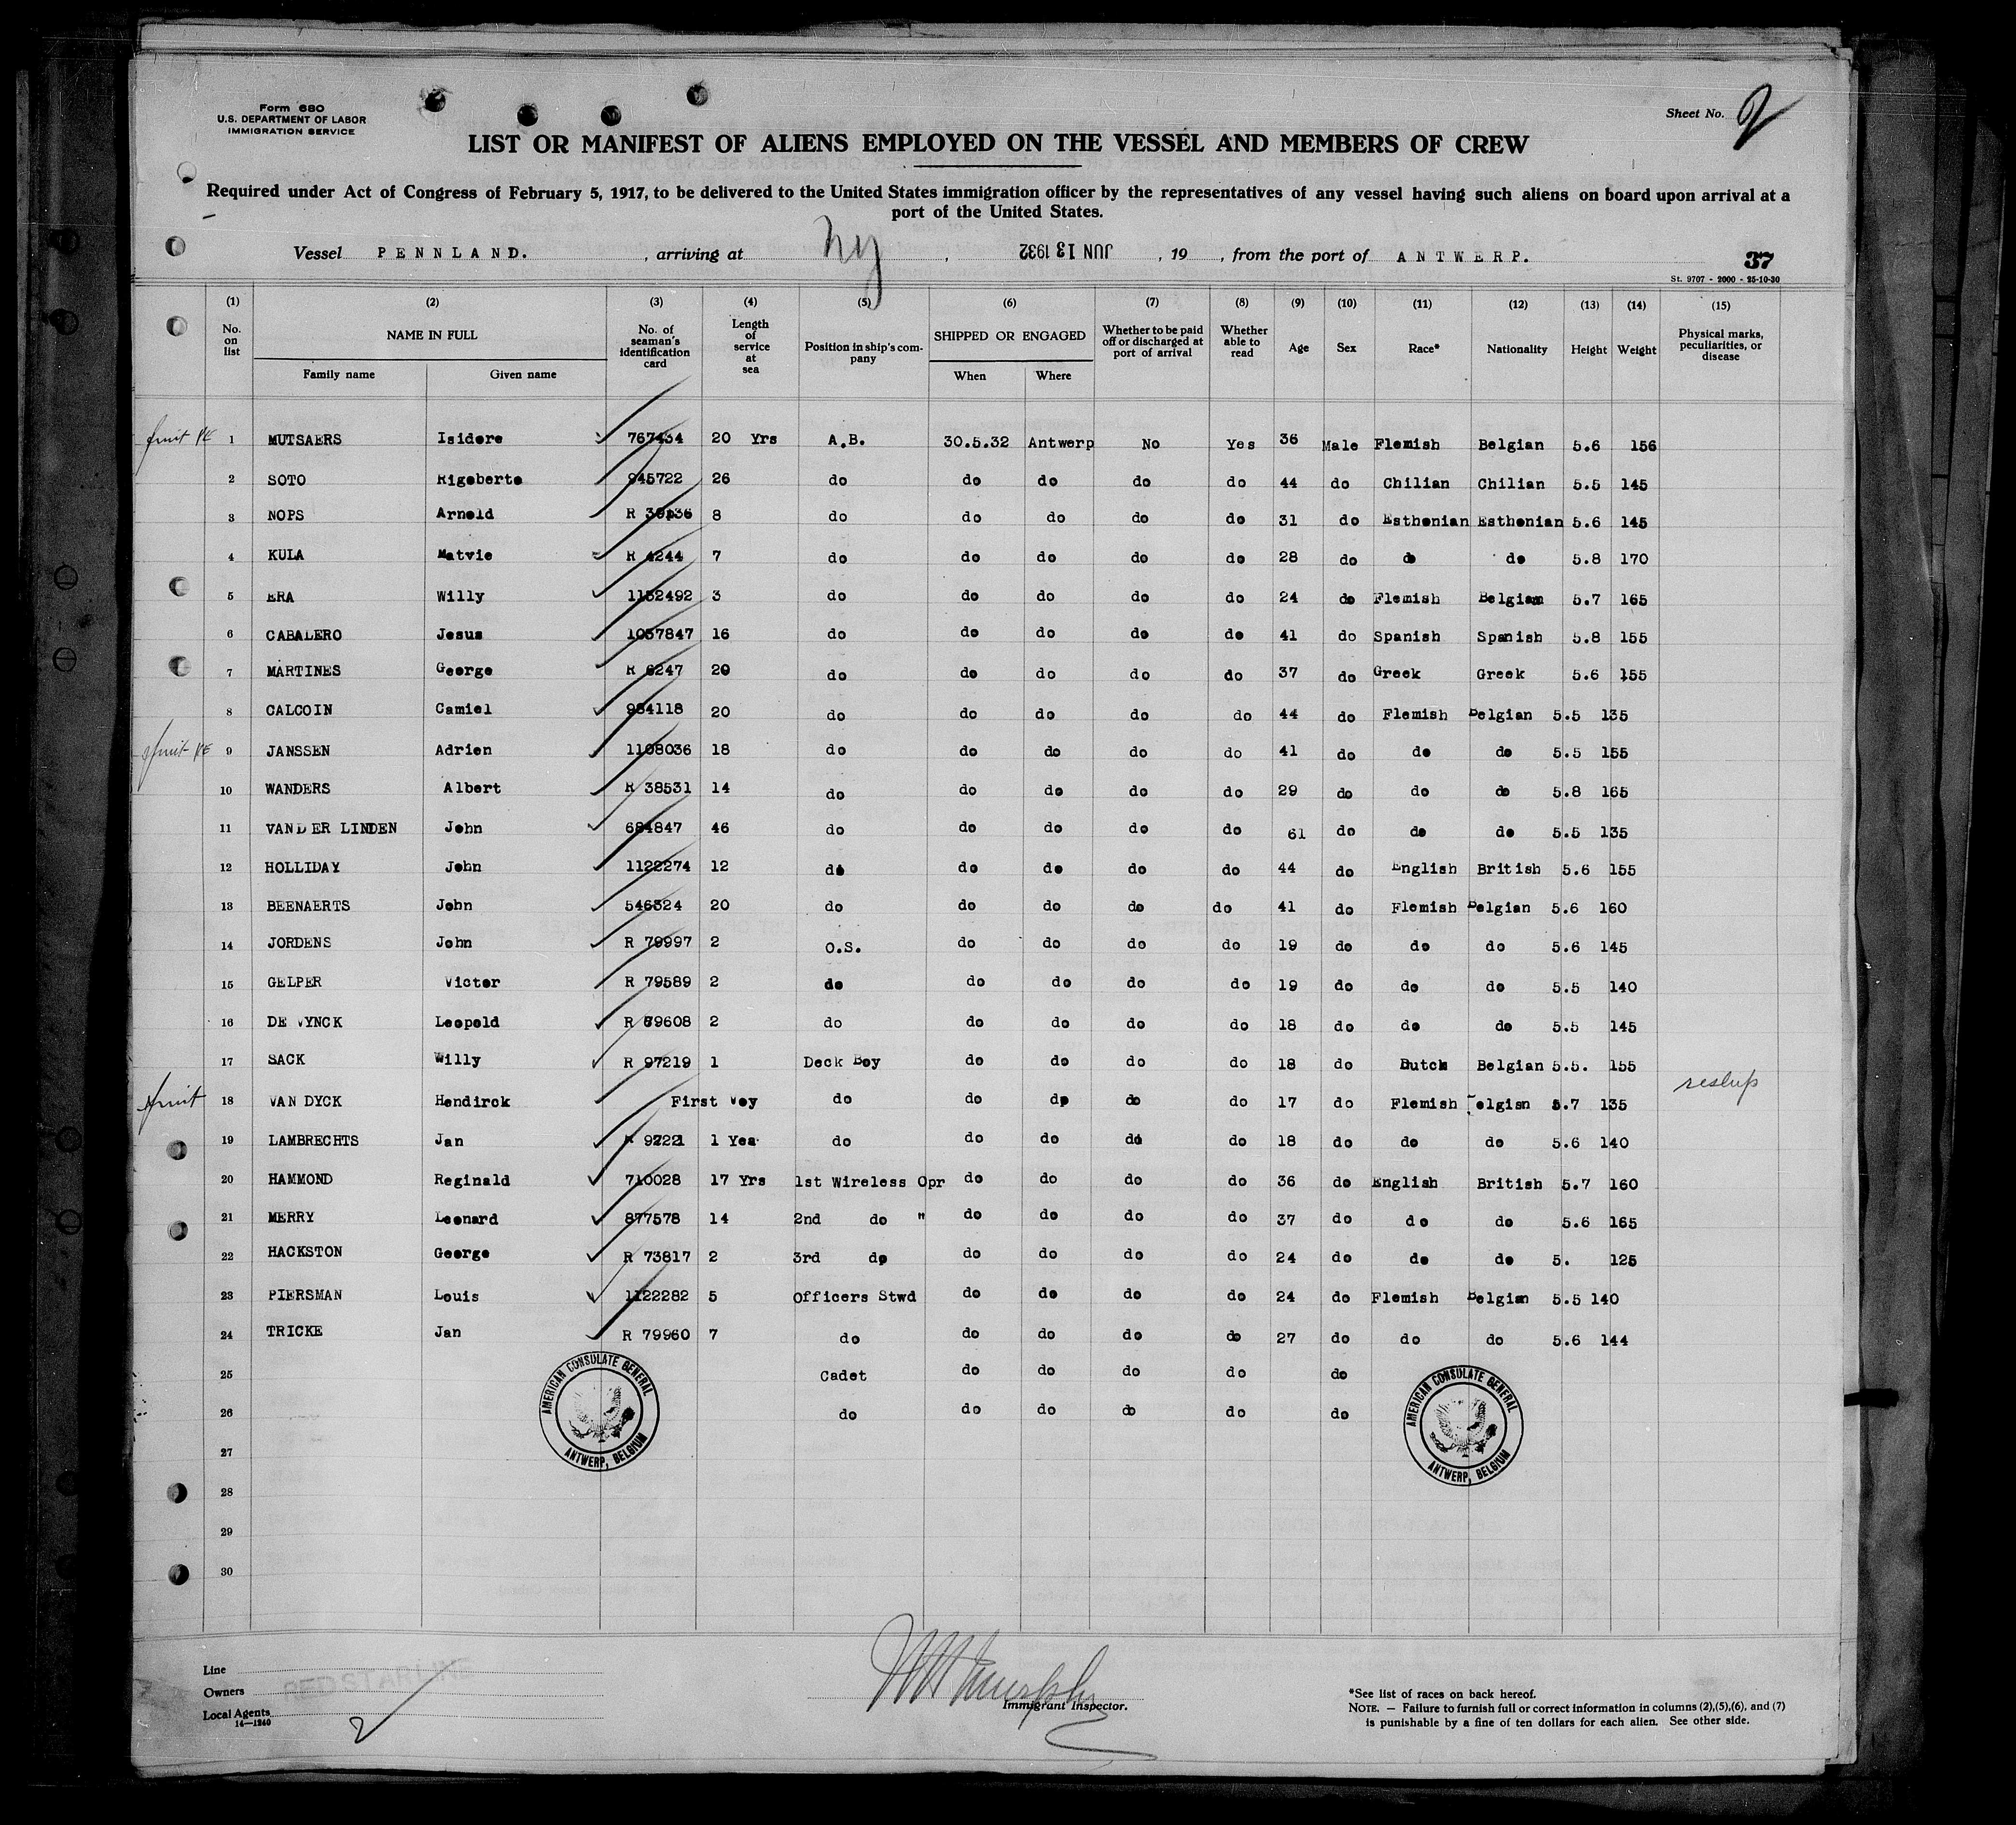 Form 680
U.S. DEPARTMENT OF LABOR
IMMIGRATION SERVICE
Sheet No. 2
LIST OR MANIFEST OF ALIENS EMPLOYED ON THE VESSEL AND MEMBERS OF CREW
Required under Act of Congress of February 5, 1917, to be delivered to the United States immigration officer by the representatives of any vessel having such aliens on board upon arrival at a
port of the United States.
Vessel PENNLAND. , arriving at Ny , JUN 13 1932 , 19 , from the port of ANTWERP. 37
St. 9707 - 2000 - 25-10-30
(1) (2) (3) (4) (5) (6) (7) (8) (9) (10) (11) (12) (13) (14) (15)
No. on list NAME IN FULL Family name Given name No. of seaman's identification card Length of service at sea Position in ship's company SHIPPED OR ENGAGED When Where Whether to be paid off or discharged at port of arrival Whether able to read Age Sex Race* Nationality Height Weight Physical marks, peculiarities, or disease
1 MUTSAERS Isidore 767434 20 Yrs A.B. 30.5.32 Antwerp No Yes 36 Male Flemish Belgian 5.6 156
2 SOTO Rigoberto 945722 26 do do do do do 44 do Chilian Chilian 5.5 145
3 NOPS Arnold R 8 do do do do do 31 do Esthonian Esthonian 5.6 145
4 KULA Matvie R 4244 7 do do do do do 28 do do do 5.8 170
5 ERA Willy 1152492 3 do do do do do 24 do Flemish Belgian 5.7 165
6 CABALERO Jesus 1057847 16 do do do do do 41 do Spanish Spanish 5.8 155
7 MARTINES George R 6247 20 do do do do do 37 do Greek Greek 5.6 155
8 CALCOIN Camiel 984118 20 do do do do do 44 do Flemish Belgian 5.5 135
9 JANSSEN Adrien 1108036 18 do do do do do 41 do do do 5.5 155
10 WANDERS Albert R 38531 14 do do do do do 29 do do do 5.8 165
11 VAN DER LINDEN John 684847 46 do do do do do 61 do do do 5.5 135
12 HOLLIDAY John 1122274 12 do do do do do 44 do English British 5.6 155
13 BEENAERTS John 546324 20 do do do do do 41 do Flemish Belgian 5.6 160
14 JORDENS John R 79997 2 O.S. do do do do 19 do do do 5.6 145
15 GELPER Victor R 79589 2 do do do do do 19 do do do 5.5 140
16 DE WYNCK Leopold R 2 do do do do do 18 do do do 5.5 145
17 SACK Willy R 97219 1 Deck Boy do do do do 18 do Dutch Belgian 5.5. 155
18 VAN DYCK Hendirck First Voy do do do do do 17 do Flemish elgian 5.7 135
19 LAMBRECHTS Jan 1 Yea do do do do do 18 do do do 5.6 140
20 HAMMOND Reginald 710028 17 Yrs 1st Wireless Opr do do do do 36 do English British 5.7 160
21 MERRY Leonard 877578 14 2nd do " do do do do 37 do do do 5.6 165
22 HACKSTON George R 73817 2 3rd do do do do do 24 do do do 5. 125
23 PIERSMAN Louis 1122282 5 Officers Stwd do do do do 24 do Flemish Belgian 5.5 140
24 TRICKE Jan R 79960 7 do do do do do 27 do do do 5.6 144
25 Cadet do do do do do
26 do do do do do do
27
28
29
30
AMERICAN CONSULATE GENERAL ANTWERP, BELGIUM
AMERICAN CONSULATE GENERAL ANTWERP, BELGIUM
Line
Owners
Local Agents
14—1240
Immigrant Inspector.
*See list of races on back hereof.
NOTE. — Failure to furnish full or correct information in columns (2),(5),(6), and (7)
is punishable by a fine of ten dollars for each alien. See other side.